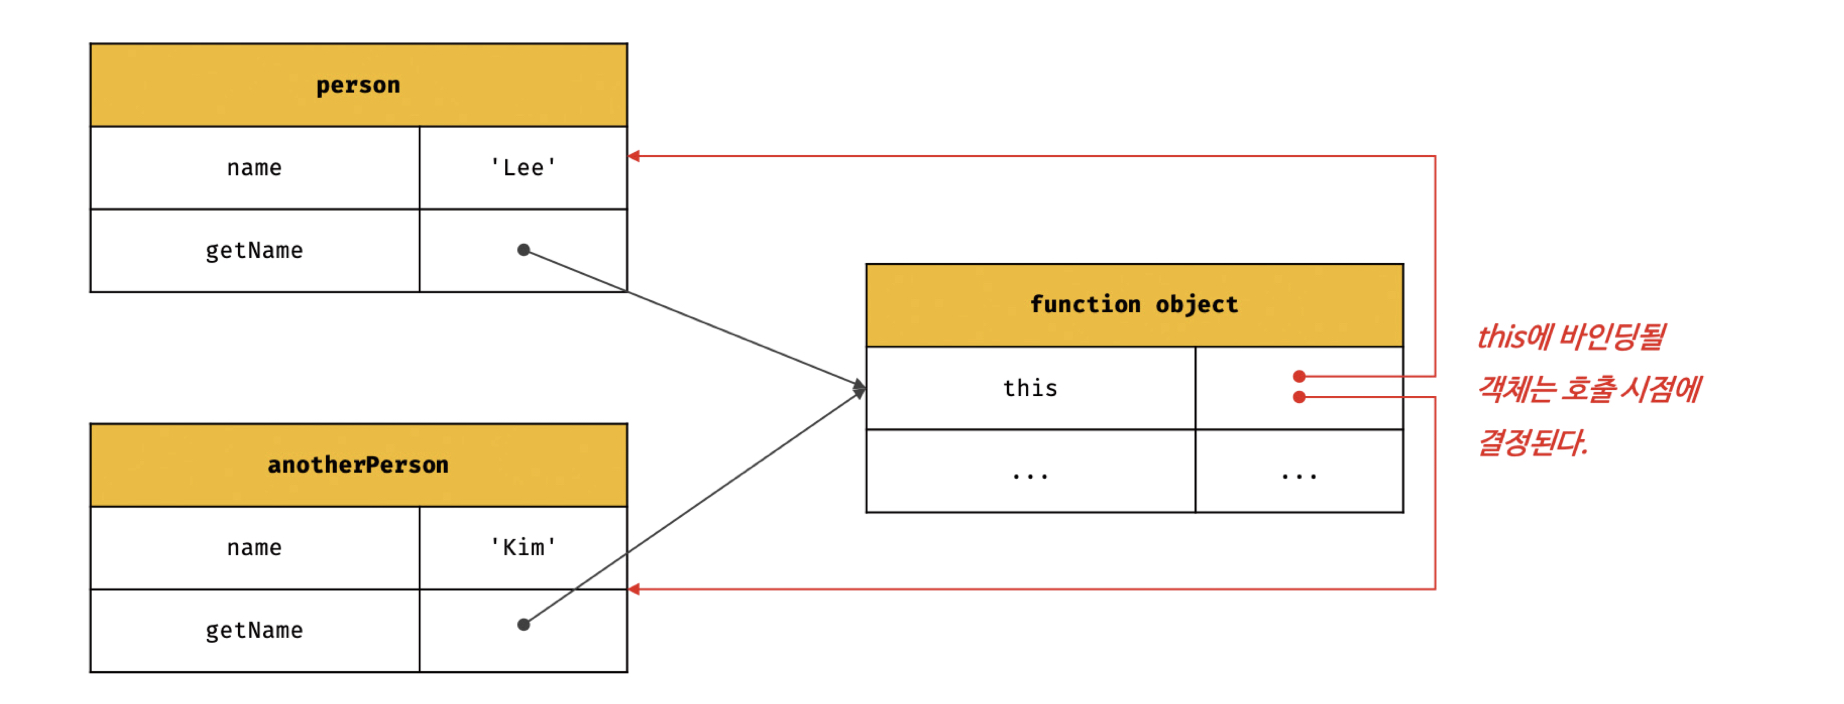 person
name
'Lee'
getName
function object
this
...
...
this에 바인딩될
객체는 호출 시점에
결정된다.
anotherPerson
name
'Kim'
getName